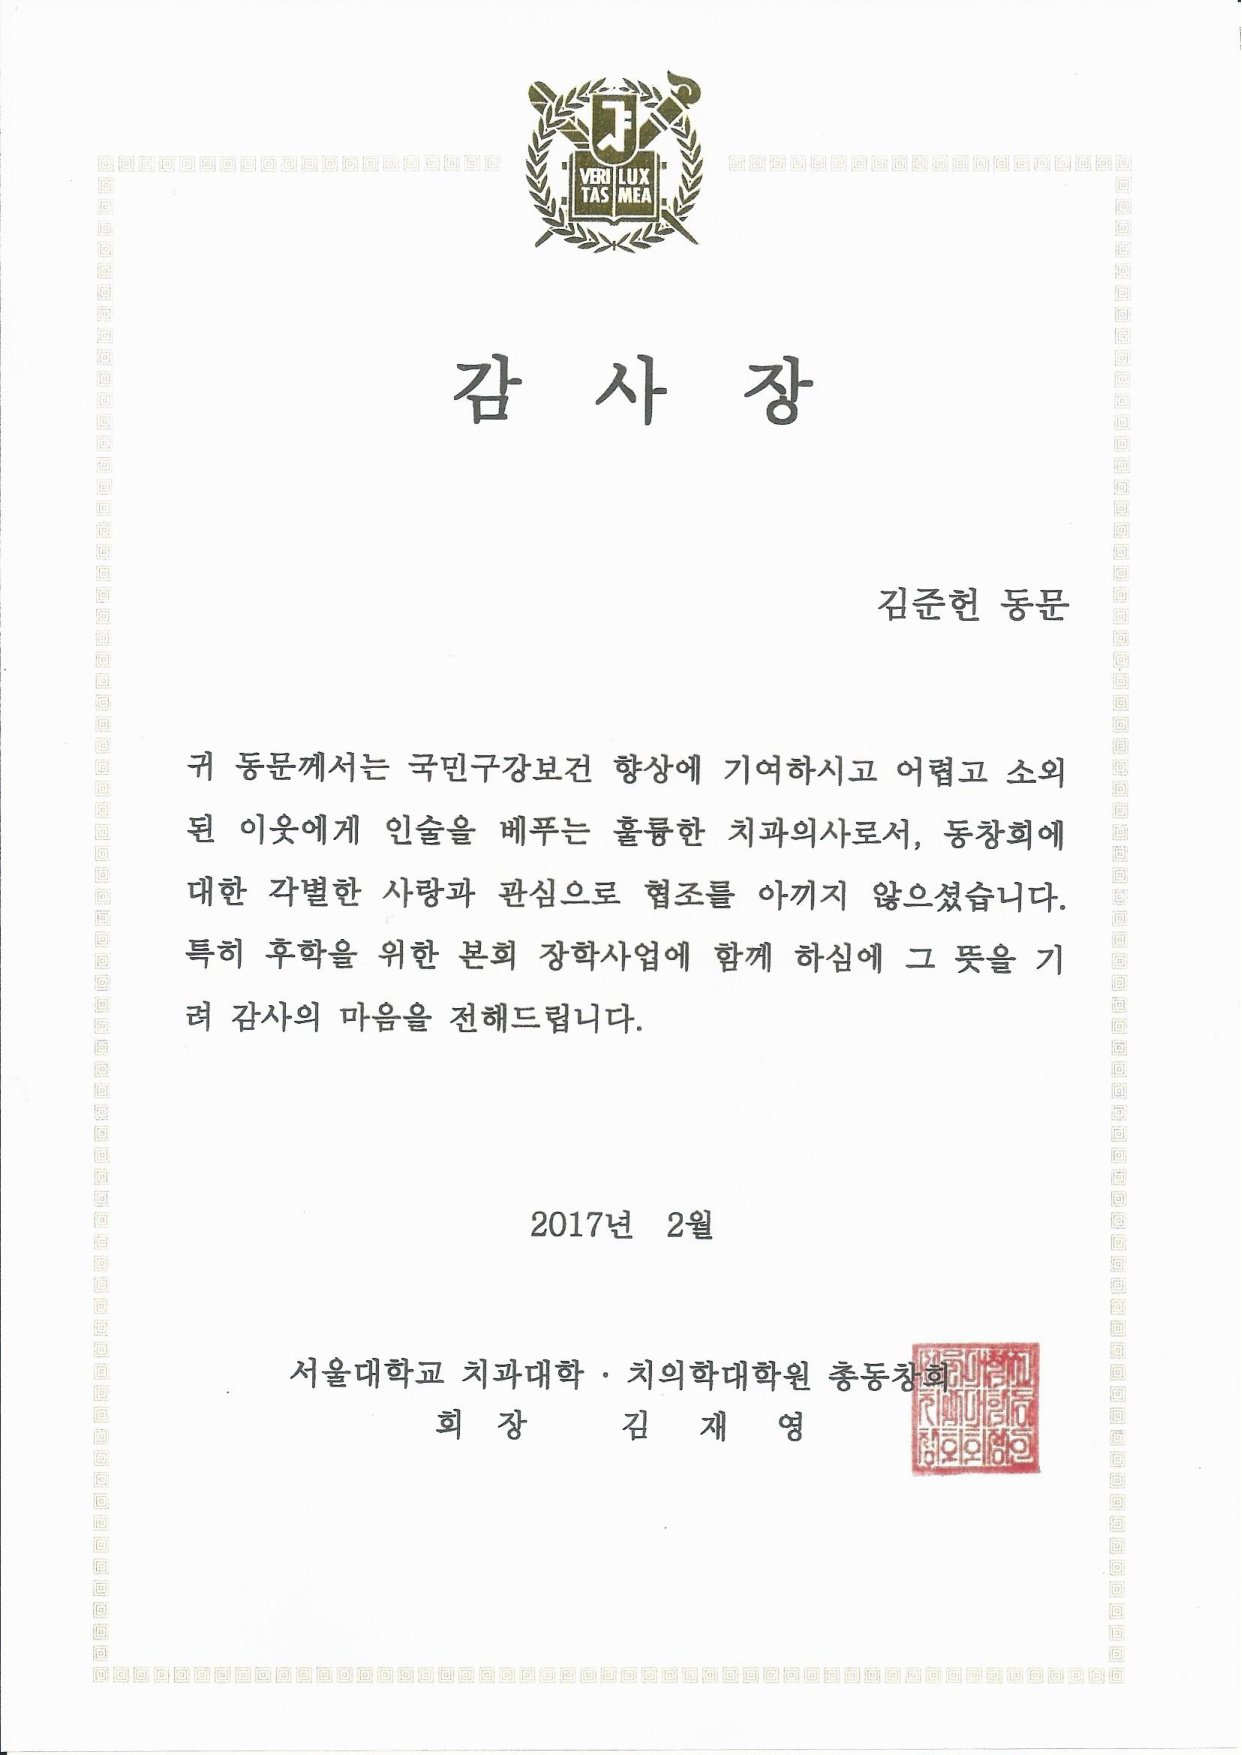 VERI LUX
TAS MEA
감 사 장
김준헌 동문
귀 동문께서는 국민구강보건 향상에 기여하시고 어렵고 소외
된 이웃에게 인술을 베푸는 훌륭한 치과의사로서, 동창회에
대한 각별한 사랑과 관심으로 협조를 아끼지 않으셨습니다.
특히 후학을 위한 본회 장학사업에 함께 하심에 그 뜻을 기
려 감사의 마음을 전해드립니다.
2017년 2월
서울대학교 치과대학 · 치의학대학원 총동창회
회 장 김 재 영